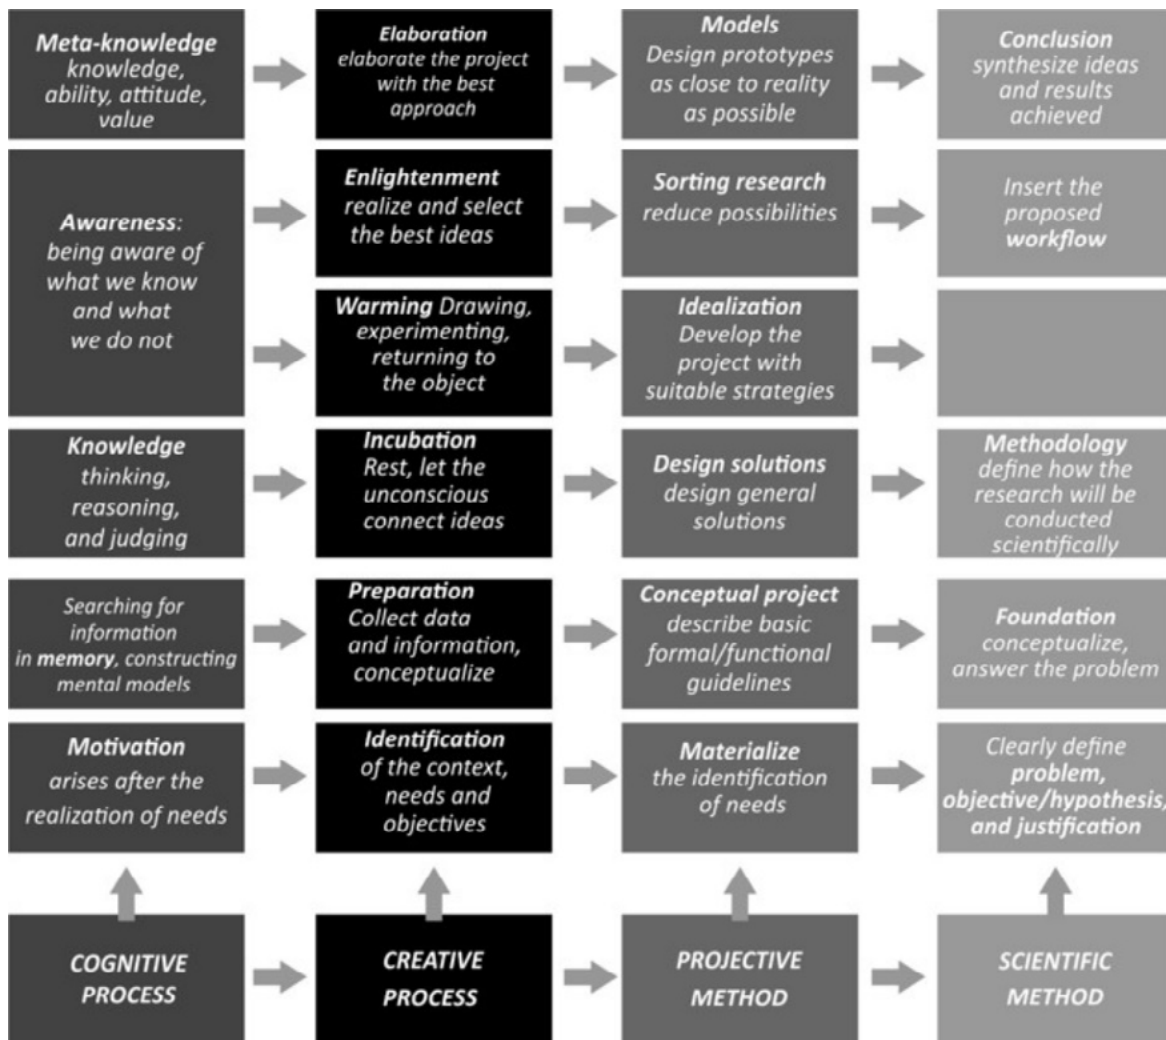 Meta-knowledge
knowledge,
ability, attitude,
value
Elaboration
elaborate the project
with the best
approach
Models
Design prototypes
as close to reality
as possible
Conclusion
synthesize ideas
and results
achieved
Awareness:
being aware of
what we know
and what
we do not
Enlightenment
realize and select
the best ideas
Sorting research
reduce possibilities
Insert the
proposed
workflow
Warming Drawing,
experimenting,
returning to
the object
Idealization
Develop the
project with
suitable strategies
Knowledge
thinking,
reasoning,
and judging
Incubation
Rest, let the
unconscious
connect ideas
Design solutions
design general
solutions
Methodology
define how the
research will be
conducted
scientifically
Searching for
information
in memory, constructing
mental models
Preparation
Collect data
and information,
conceptualize
Conceptual project
describe basic
formal/functional
guidelines
Foundation
conceptualize,
answer the problem
Motivation
arises after the
realization of needs
Identification
of the context,
needs and
objectives
Materialize
the identification
of needs
Clearly define
problem,
objective/hypothesis,
and justification
COGNITIVE
PROCESS
CREATIVE
PROCESS
PROJECTIVE
METHOD
SCIENTIFIC
METHOD